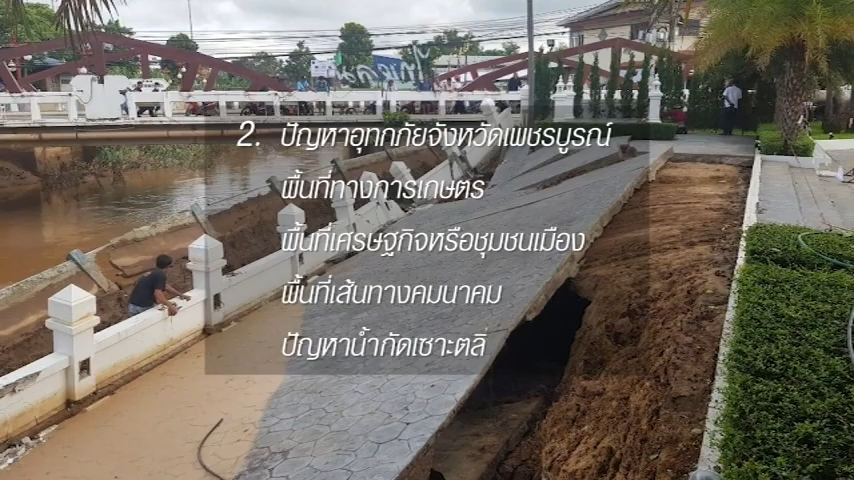 2. ปัญหาอุทกภัยจังหวัดเพชรบูรณ์
พื้นที่ทางการเกษตร
พื้นที่เศรษฐกิจหรือชุมชนเมือง
พื้นที่เส้นทางคมนาคม
ปัญหาน้ำกัดเซาะตลิ่